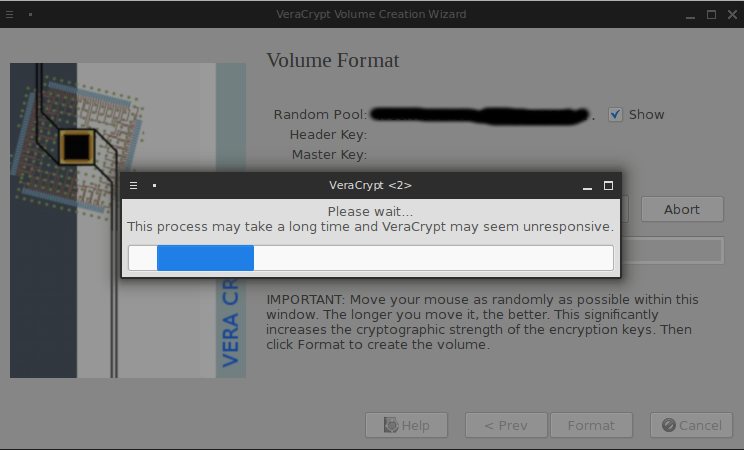 VeraCrypt Volume Creation Wizard
Volume Format
Random Pool: . Show
Header Key:
Master Key:
VeraCrypt <2>
Please wait...
This process may take a long time and VeraCrypt may seem unresponsive.
Abort
IMPORTANT: Move your mouse as randomly as possible within this
window. The longer you move it, the better. This significantly
increases the cryptographic strength of the encryption keys. Then
click Format to create the volume.
VERA CR
Help < Prev Format Cancel